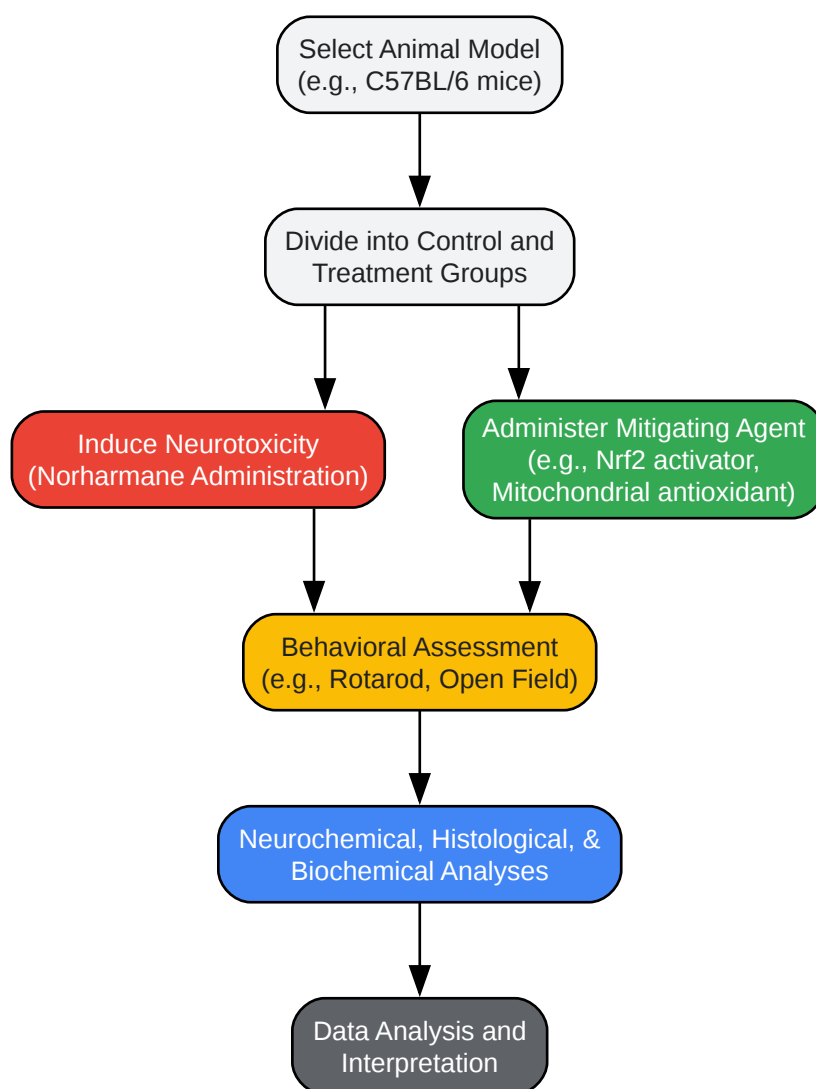 Select Animal Model
(e.g., C57BL/6 mice)
Divide into Control and
Treatment Groups
Induce Neurotoxicity
(Norharmane Administration)
Administer Mitigating Agent
(e.g., Nrf2 activator,
Mitochondrial antioxidant)
Behavioral Assessment
(e.g., Rotarod, Open Field)
Neurochemical, Histological, &
Biochemical Analyses
Data Analysis and
Interpretation